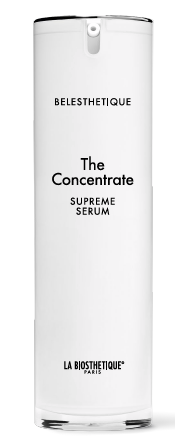 BELESTHETIQUE
The
Concentrate
SUPREME
SERUM
LA BIOSTHETIQUE®
PARIS